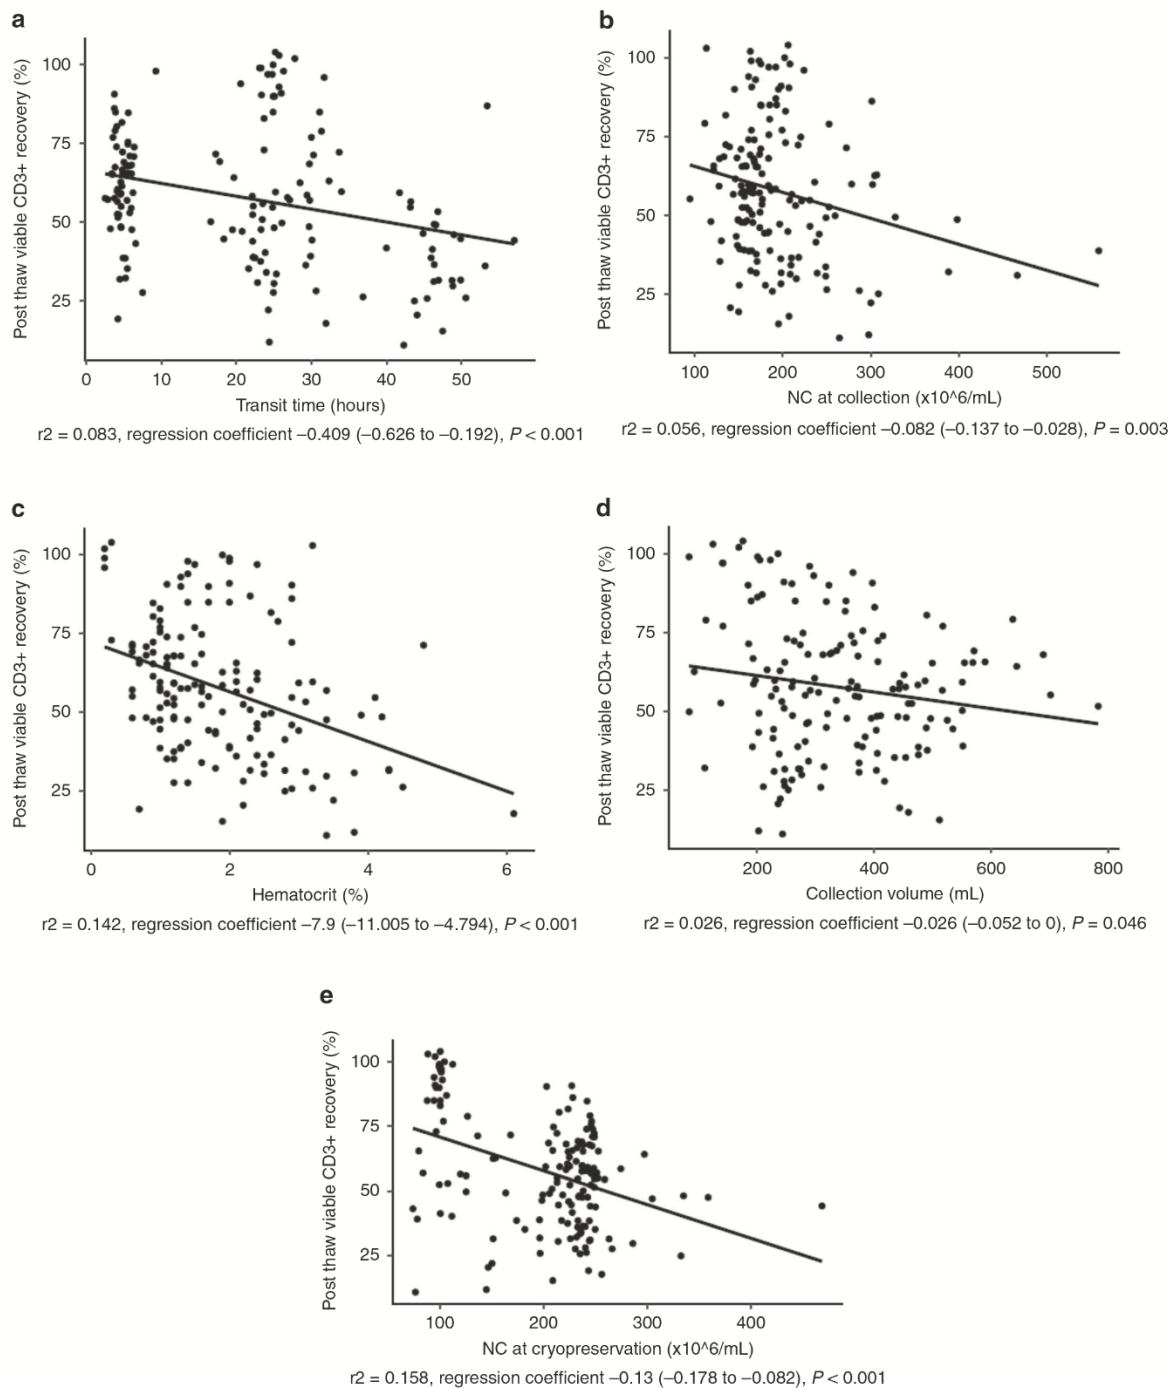 a
Post thaw viable CD3+ recovery (%)
100
75
50
25
0 10 20 30 40 50
Transit time (hours)
r2 = 0.083, regression coefficient –0.409 (–0.626 to –0.192), P < 0.001
b
Post thaw viable CD3+ recovery (%)
100
75
50
25
100 200 300 400 500
NC at collection (x10^6/mL)
r2 = 0.056, regression coefficient –0.082 (–0.137 to –0.028), P = 0.003
c
Post thaw viable CD3+ recovery (%)
100
75
50
25
0 2 4 6
Hematocrit (%)
r2 = 0.142, regression coefficient –7.9 (–11.005 to –4.794), P < 0.001
d
Post thaw viable CD3+ recovery (%)
100
75
50
25
200 400 600 800
Collection volume (mL)
r2 = 0.026, regression coefficient –0.026 (–0.052 to 0), P = 0.046
e
Post thaw viable CD3+ recovery (%)
100
75
50
25
100 200 300 400
NC at cryopreservation (x10^6/mL)
r2 = 0.158, regression coefficient –0.13 (–0.178 to –0.082), P < 0.001